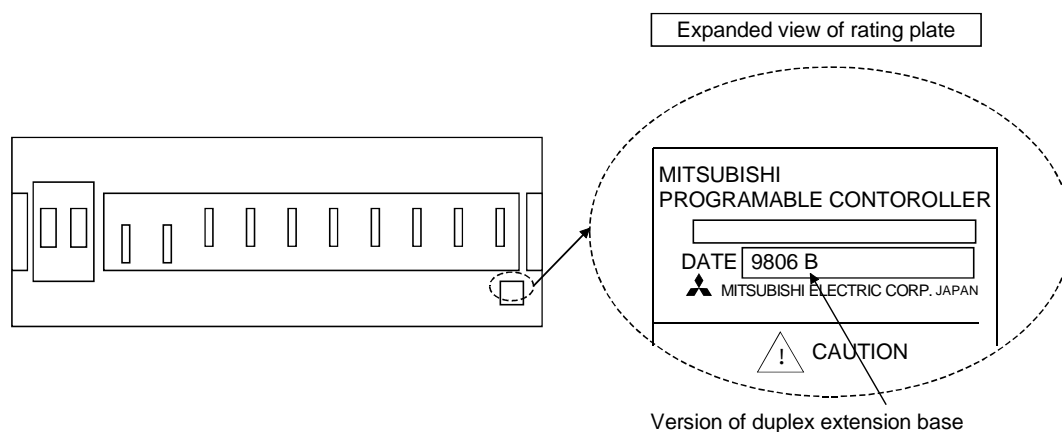 Expanded view of rating plate
MITSUBISHI
PROGRAMABLE CONTOROLLER
DATE 9806 B
MITSUBISHI ELECTRIC CORP. JAPAN
! CAUTION
Version of duplex extension base